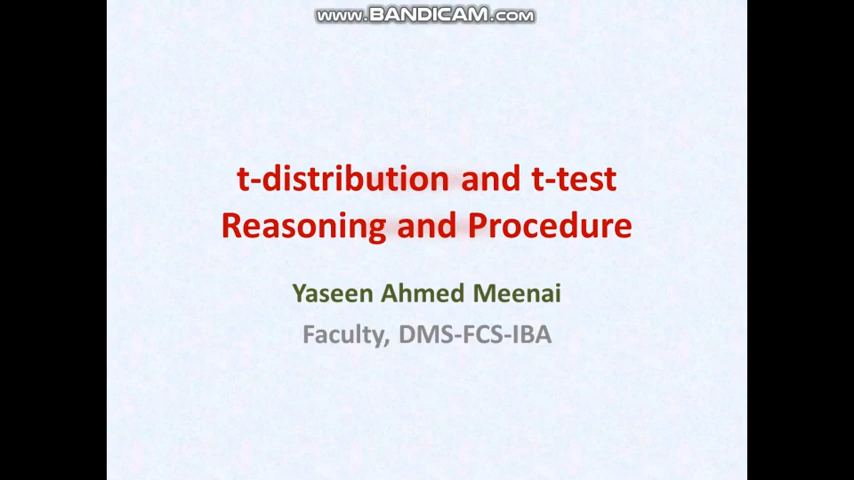 www.BANDICAM.com
t-distribution and t-test
Reasoning and Procedure
Yaseen Ahmed Meenai
Faculty, DMS-FCS-IBA